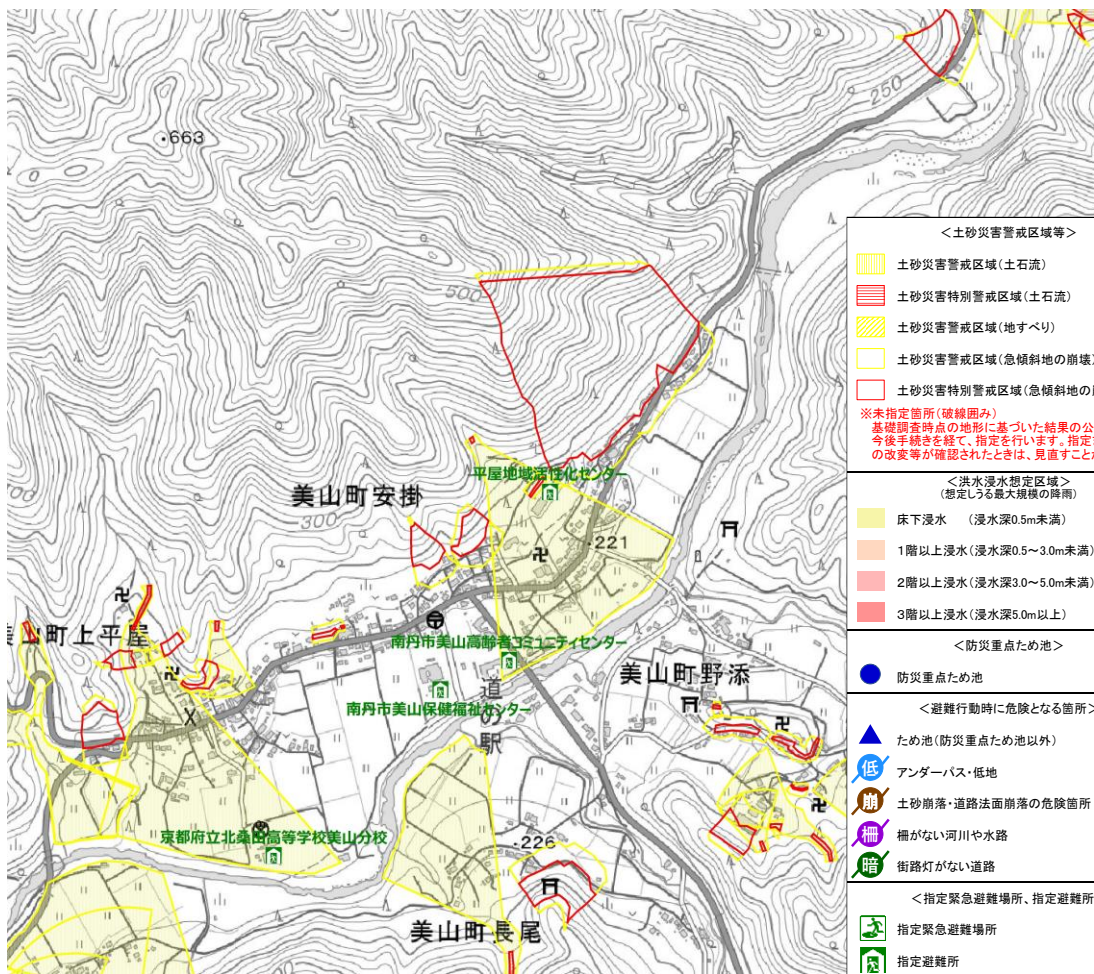 ・663
250
500
300
平屋地域活性化センター
美山町安掛
・221
南丹市美山高齢者コミュニティセンター
美山町上平屋
美山町野添
道の駅
南丹市美山保健福祉センター
京都府立北桑田高等学校美山分校
・226
美山町長尾
＜土砂災害警戒区域等＞
土砂災害警戒区域(土石流)
土砂災害特別警戒区域(土石流)
土砂災害警戒区域(地すべり)
土砂災害警戒区域(急傾斜地の崩壊)
土砂災害特別警戒区域(急傾斜地の
※未指定箇所(破線囲み)
基礎調査時点の地形に基づいた結果の公
今後手続きを経て、指定を行います。指定
の改変等が確認されたときは、見直すことが
＜洪水浸水想定区域＞
(想定しうる最大規模の降雨)
床下浸水 (浸水深0.5m未満)
1階以上浸水(浸水深0.5～3.0m未満)
2階以上浸水(浸水深3.0～5.0m未満)
3階以上浸水(浸水深5.0m以上)
＜防災重点ため池＞
防災重点ため池
＜避難行動時に危険となる箇所＞
ため池(防災重点ため池以外)
低 アンダーパス・低地
崩 土砂崩落・道路法面崩落の危険箇所
柵 柵がない河川や水路
暗 街路灯がない道路
＜指定緊急避難場所、指定避難所
指定緊急避難場所
指定避難所